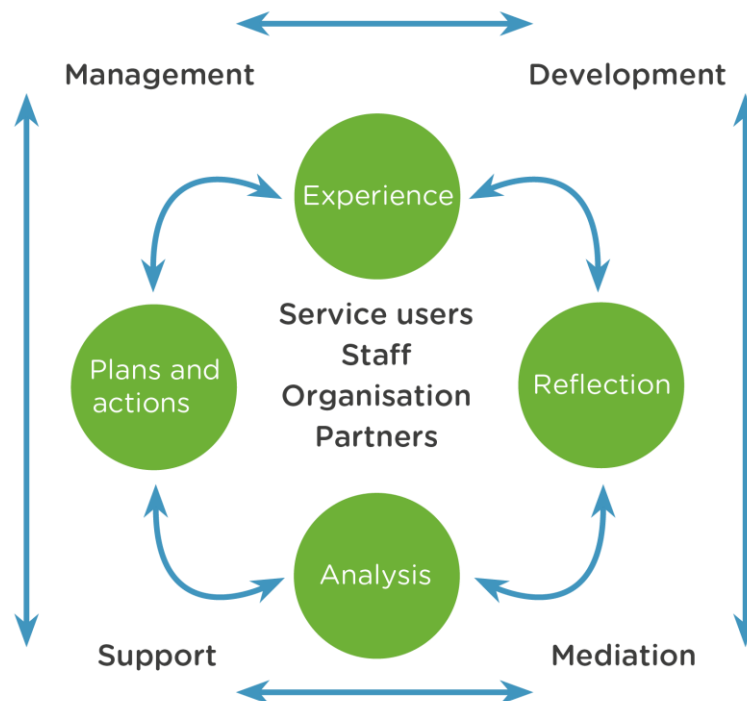 Management
Development
Experience
Service users
Staff
Organisation
Partners
Plans and
actions
Reflection
Analysis
Support
Mediation